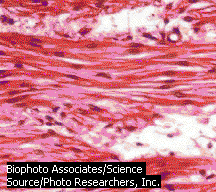 Biophoto Associates/Science
Source/Photo Researchers, Inc.